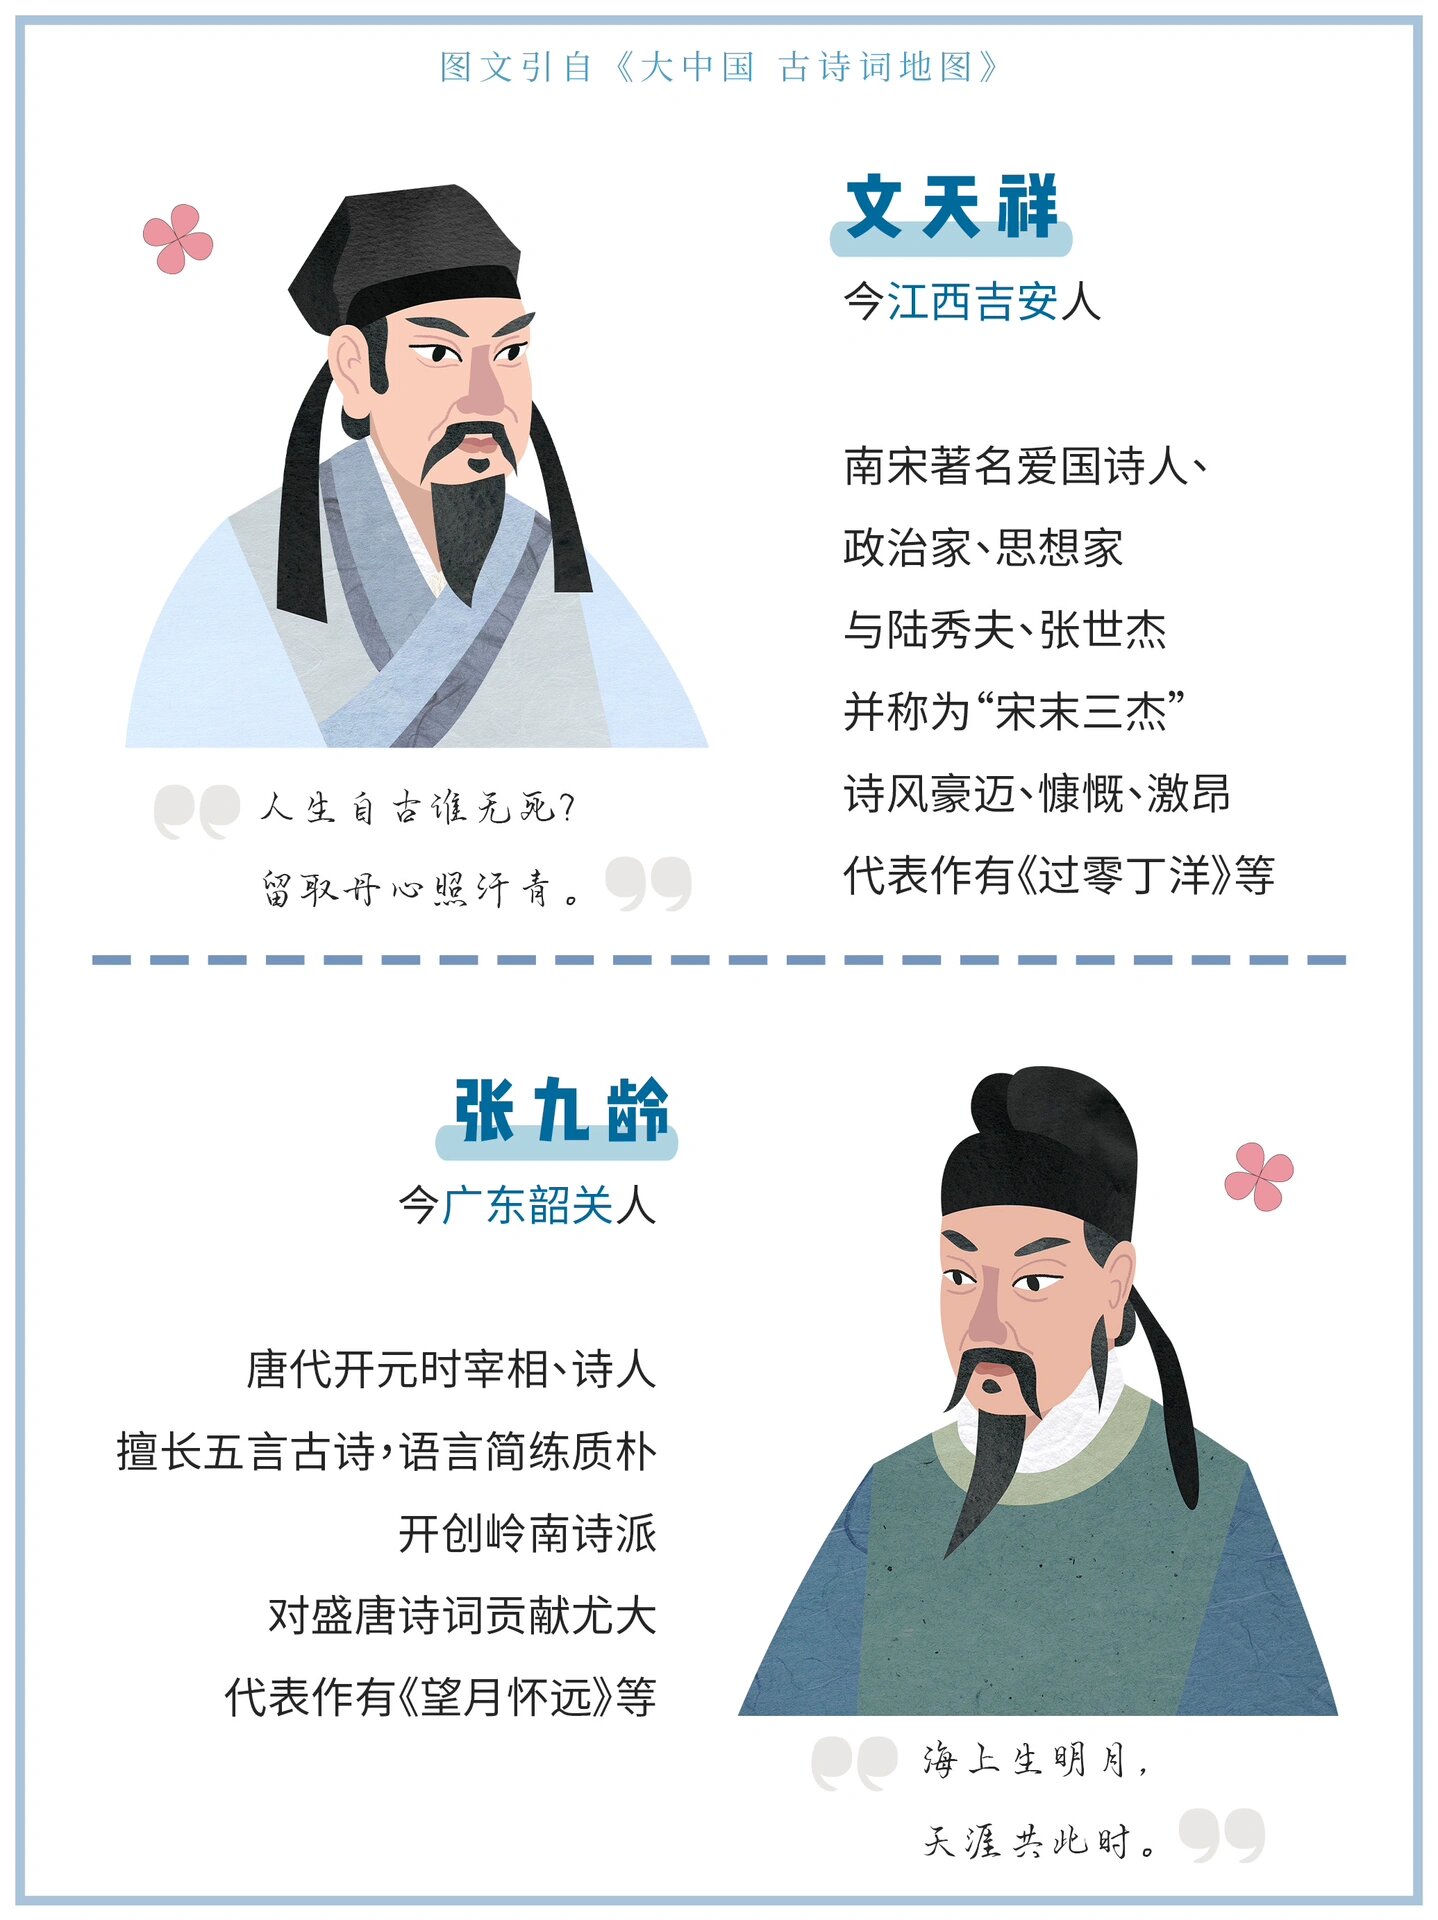 图文引自《大中国 古诗词地图》
文天祥
今江西吉安人
南宋著名爱国诗人、
政治家、思想家
与陆秀夫、张世杰
并称为“宋末三杰”
诗风豪迈、慷慨、激昂
代表作有《过零丁洋》等
人生自古谁无死？
留取丹心照汗青。
张九龄
今广东韶关人
唐代开元时宰相、诗人
擅长五言古诗，语言简练质朴
开创岭南诗派
对盛唐诗词贡献尤大
代表作有《望月怀远》等
海上生明月，
天涯共此时。